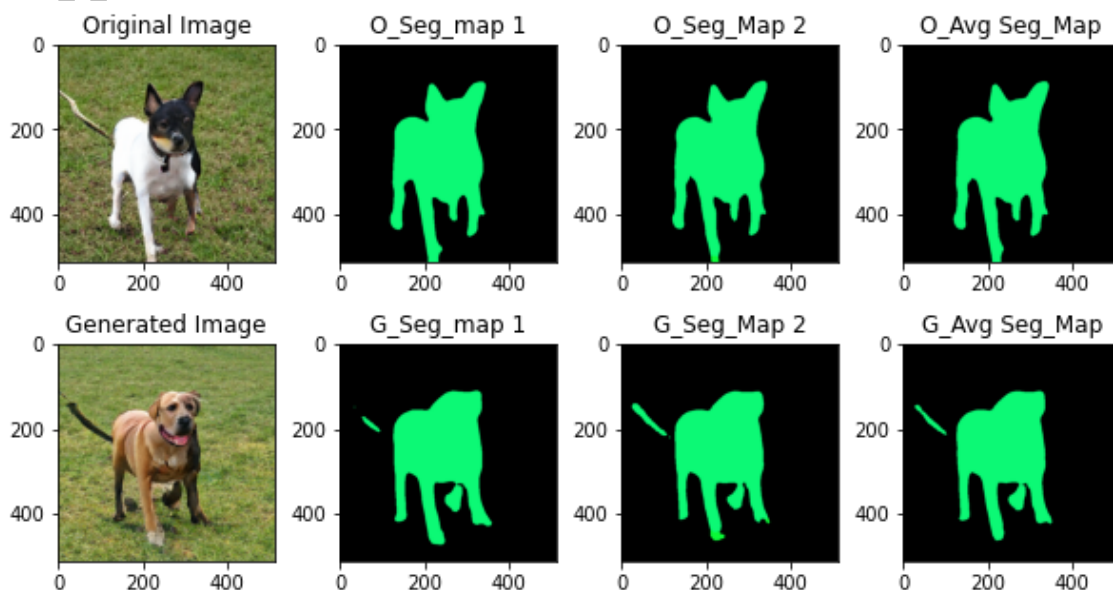 Original Image O_Seg_map 1 O_Seg_Map 2 O_Avg Seg_Map
0 0 0 0
200 200 200 200
400 400 400 400
0 200 400 0 200 400 0 200 400 0 200 400
Generated Image G_Seg_map 1 G_Seg_Map 2 G_Avg Seg_Map
0 0 0 0
200 200 200 200
400 400 400 400
0 200 400 0 200 400 0 200 400 0 200 400